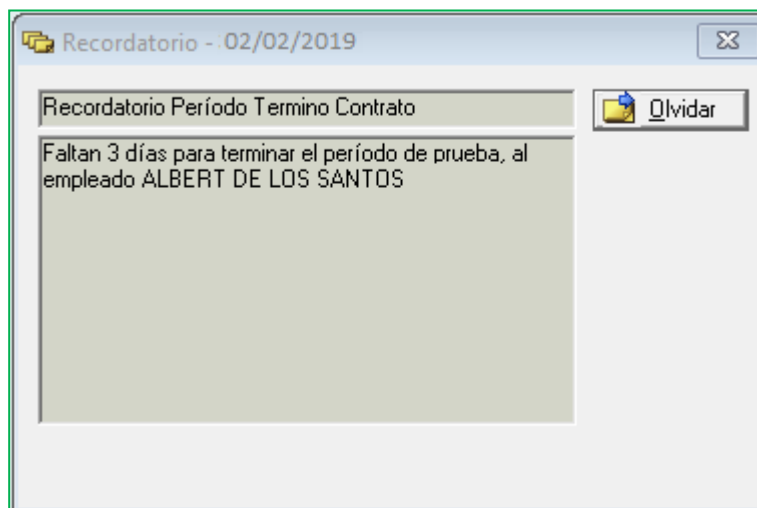 Recordatorio - 02/02/2019
Recordatorio Período Termino Contrato
Olvidar
Faltan 3 días para terminar el período de prueba, al
empleado ALBERT DE LOS SANTOS